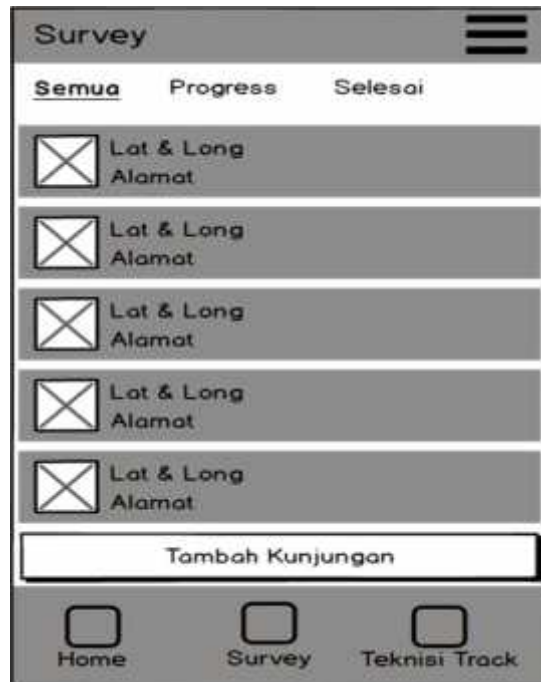 Survey
Semua Progress Selesai
Lat & Long
Alamat
Lat & Long
Alamat
Lat & Long
Alamat
Lat & Long
Alamat
Lat & Long
Alamat
Tambah Kunjungan
Home Survey Teknisi Track